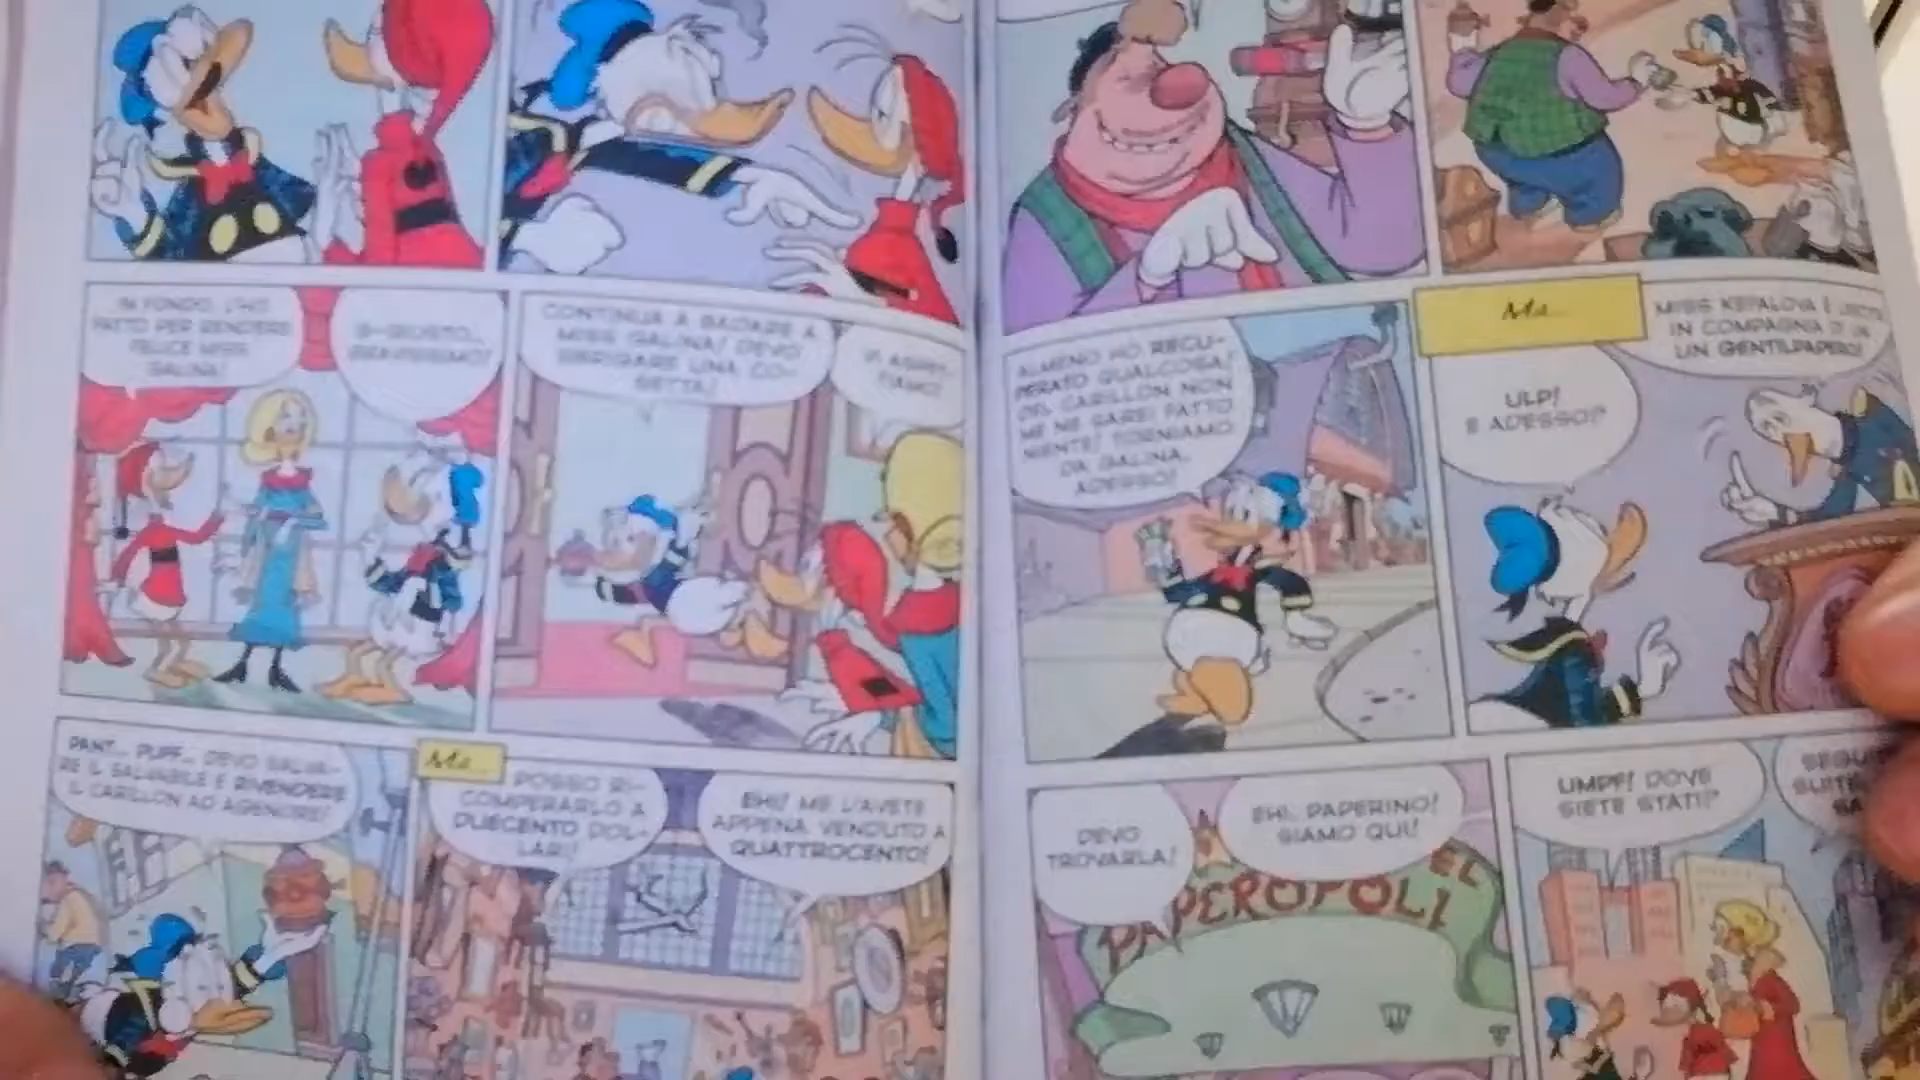 IN FONDO, L'HO
FATTO PER RENDERE
FELICE MISS
GALINA!
G-GIUSTO...
BRAVISSIMO!
CONTINUA A BADARE A
MISS GALINA! DEVO
SBRIGARE UNA CO-
SETTA!
TI ASPET-
TIAMO!
PANT... PUFF... DEVO SALVA-
RE IL SALVABILE E RIVENDERE
IL CARILLON AD AGENORE!
Ma...
POSSO RI-
COMPERARLO A
DUECENTO DOL-
LARI!
EHI! ME L'AVETE
APPENA VENDUTO A
QUATTROCENTO!
ALMENO HO RECU-
PERATO QUALCOSA!
DEL CARILLON NON
ME NE SAREI FATTO
NIENTE! TORNIAMO
DA GALINA,
ADESSO!
Ma...
MISS KEPALOVA È USCITA
IN COMPAGNIA DI UN
UN GENTILPAPERO!
ULP!
E ADESSO?
DEVO
TROVARLA!
EHI, PAPERINO!
SIAMO QUI!
EL
PAPEROPOLI
UMPF! DOVE
SIETE STATI?